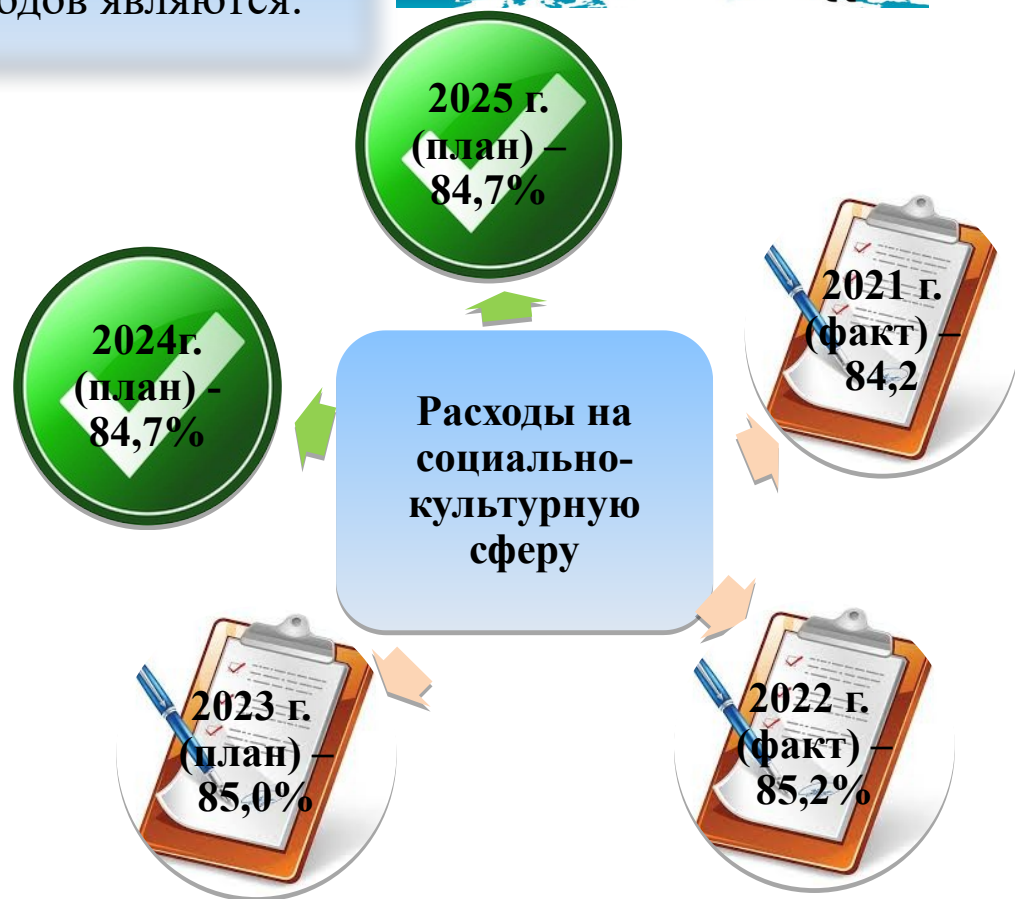 являются:
2025 г.
(план) –
84,7%
2021 г.
(факт) –
84,2
2024г.
(план) -
84,7%
Расходы на
социально-
культурную
сферу
2023 г.
(план) –
85,0%
2022 г.
(факт) –
85,2%